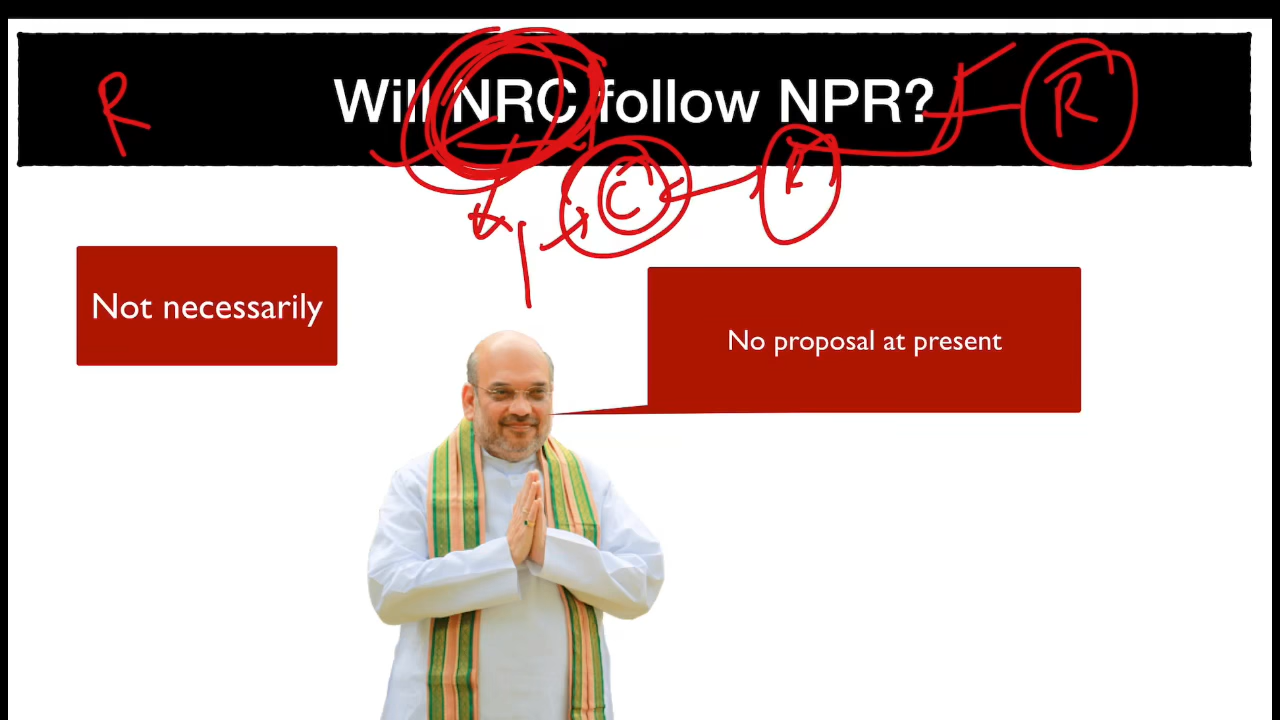 Will NRC follow NPR?
R
R
C
R
Not necessarily
No proposal at present